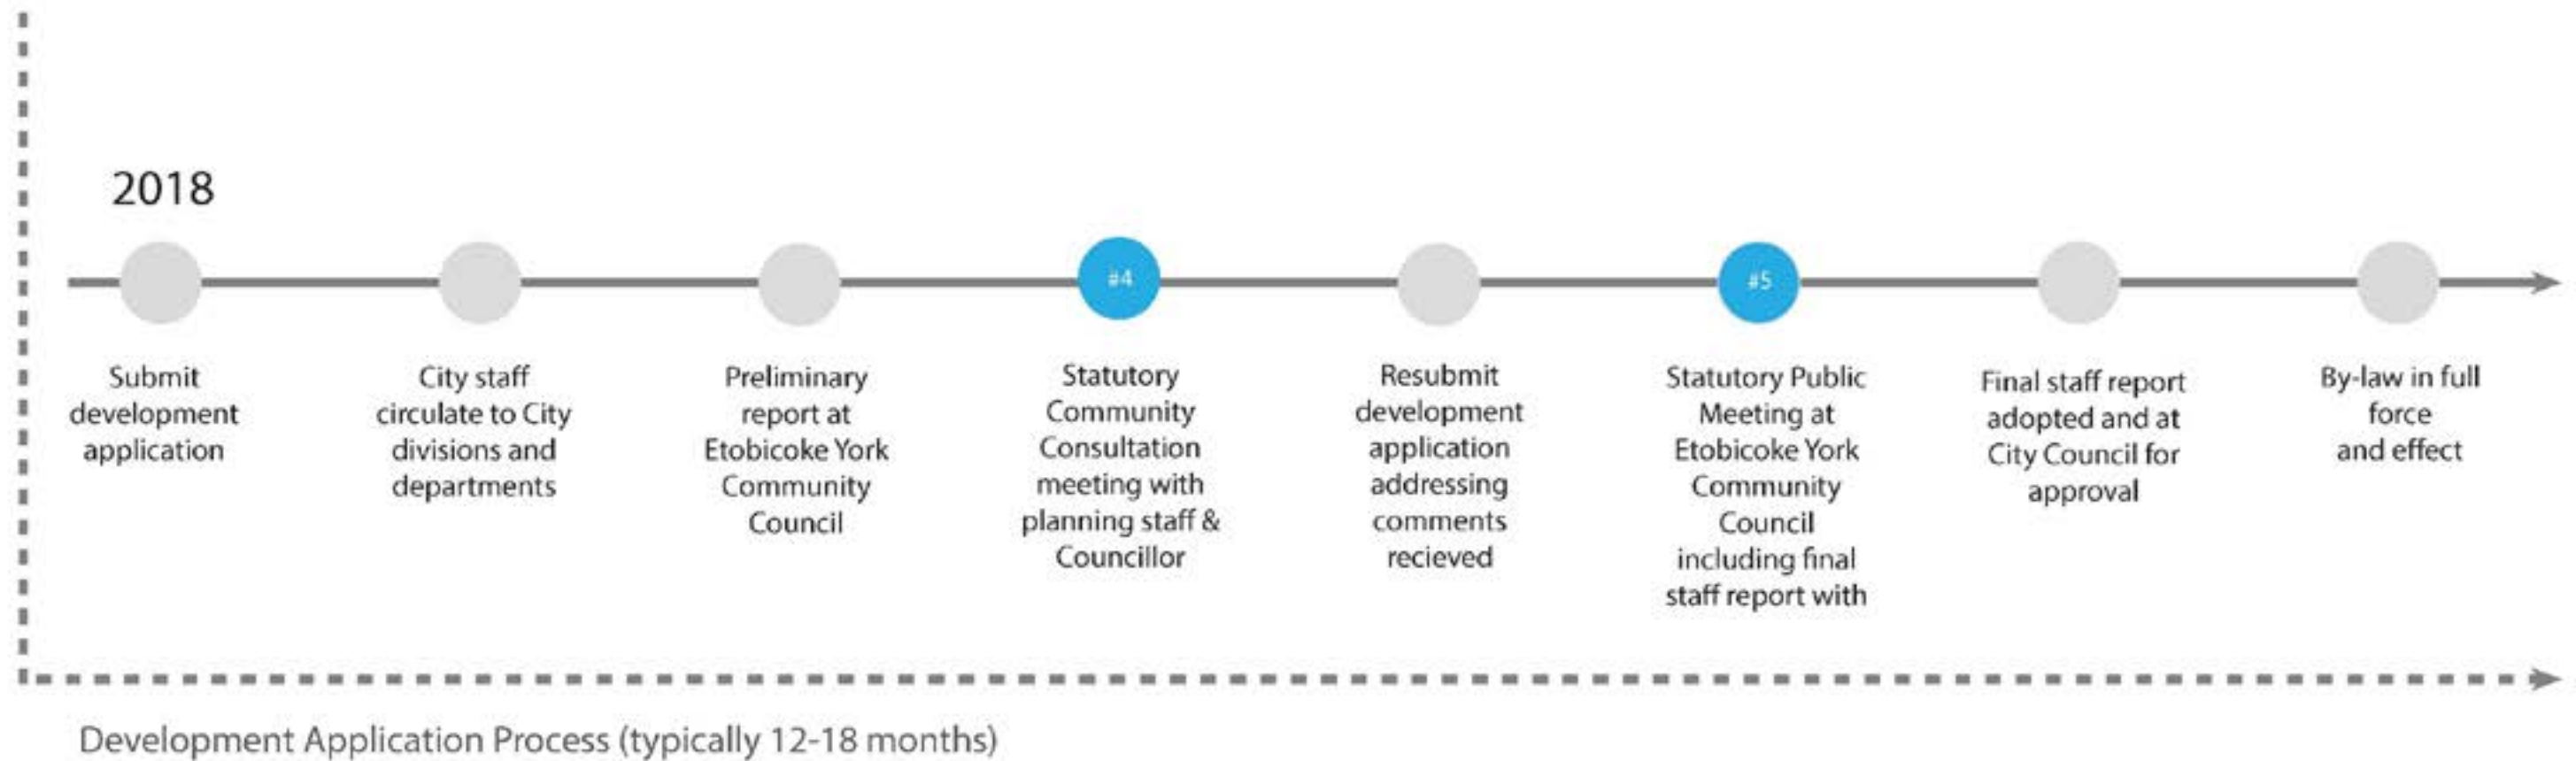 2018
#4
#5
Submit
development
application
City staff
circulate to City
divisions and
departments
Preliminary
report at
Etobicoke York
Community
Council
Statutory
Community
Consultation
meeting with
planning staff &
Councillor
Resubmit
development
application
addressing
comments
recieved
Statutory Public
Meeting at
Etobicoke York
Community
Council
including final
staff report with
Final staff report
adopted and at
City Council for
approval
By-law in full
force
and effect
Development Application Process (typically 12-18 months)